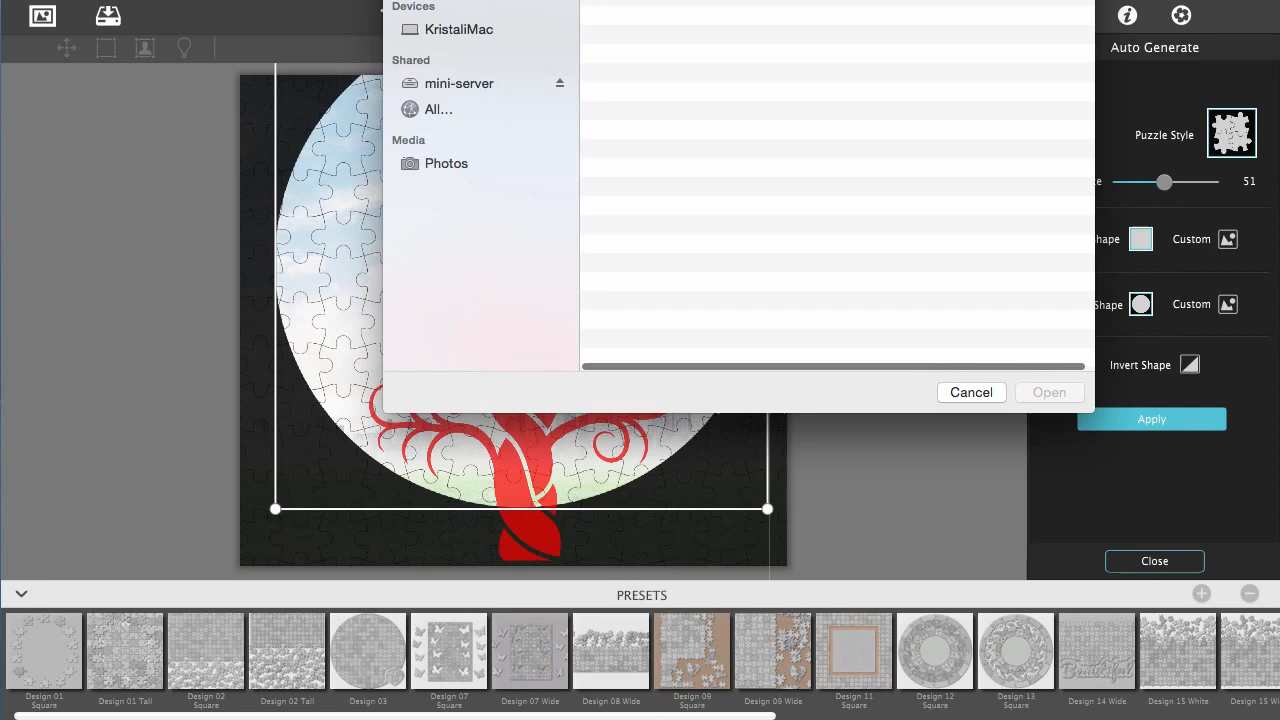 Devices
KristaliMac
Auto Generate
Shared
mini-server
All...
Puzzle Style
Media
Photos
51
Custom
Custom
Shape
Invert Shape
Cancel
Open
Apply
Close
PRESETS
Design 01 Square
Design 01 Tall
Design 02 Square
Design 02 Tall
Design 03
Design 07 Square
Design 07 Wide
Design 08 Wide
Design 09 Square
Design 09 Wide
Design 11 Square
Design 12 Square
Design 13 Square
Design 14 Wide
Design 15 White
Design 15 W